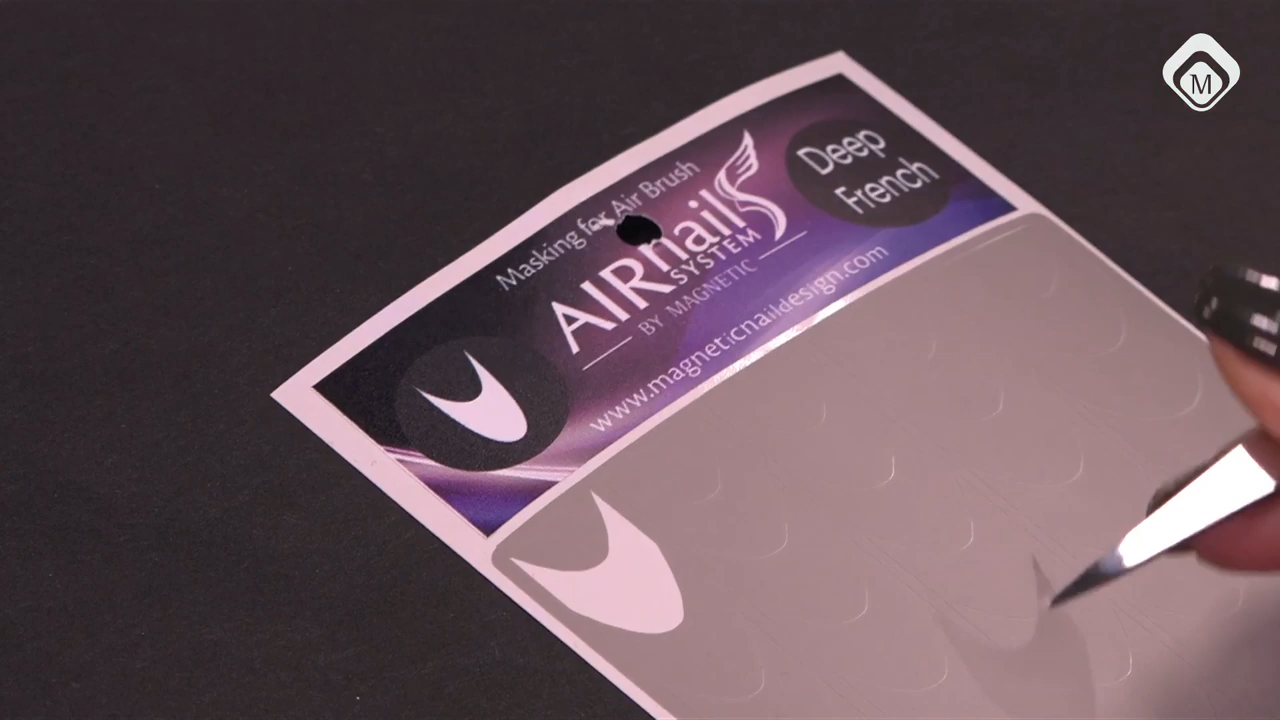 Masking for Air Brush
AIRnails
SYSTEM
BY MAGNETIC
www.magneticnaildesign.com
Deep
French
M